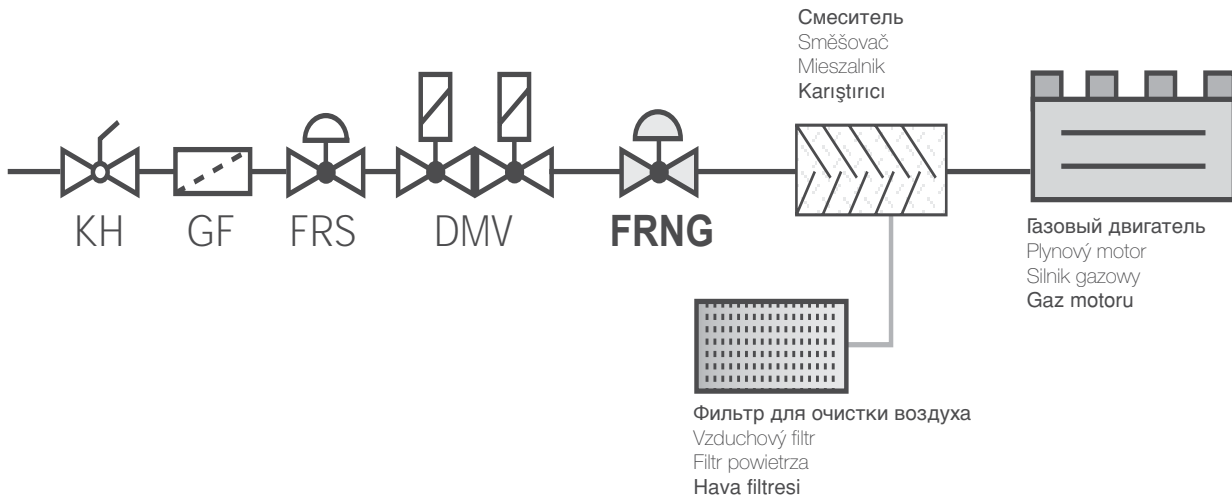 Смеситель
Směšovač
Mieszalnik
Karıştırıcı
KH GF FRS DMV FRNG
Газовый двигатель
Plynový motor
Silnik gazowy
Gaz motoru
Фильтр для очистки воздуха
Vzduchový filtr
Filtr powietrza
Hava filtresi